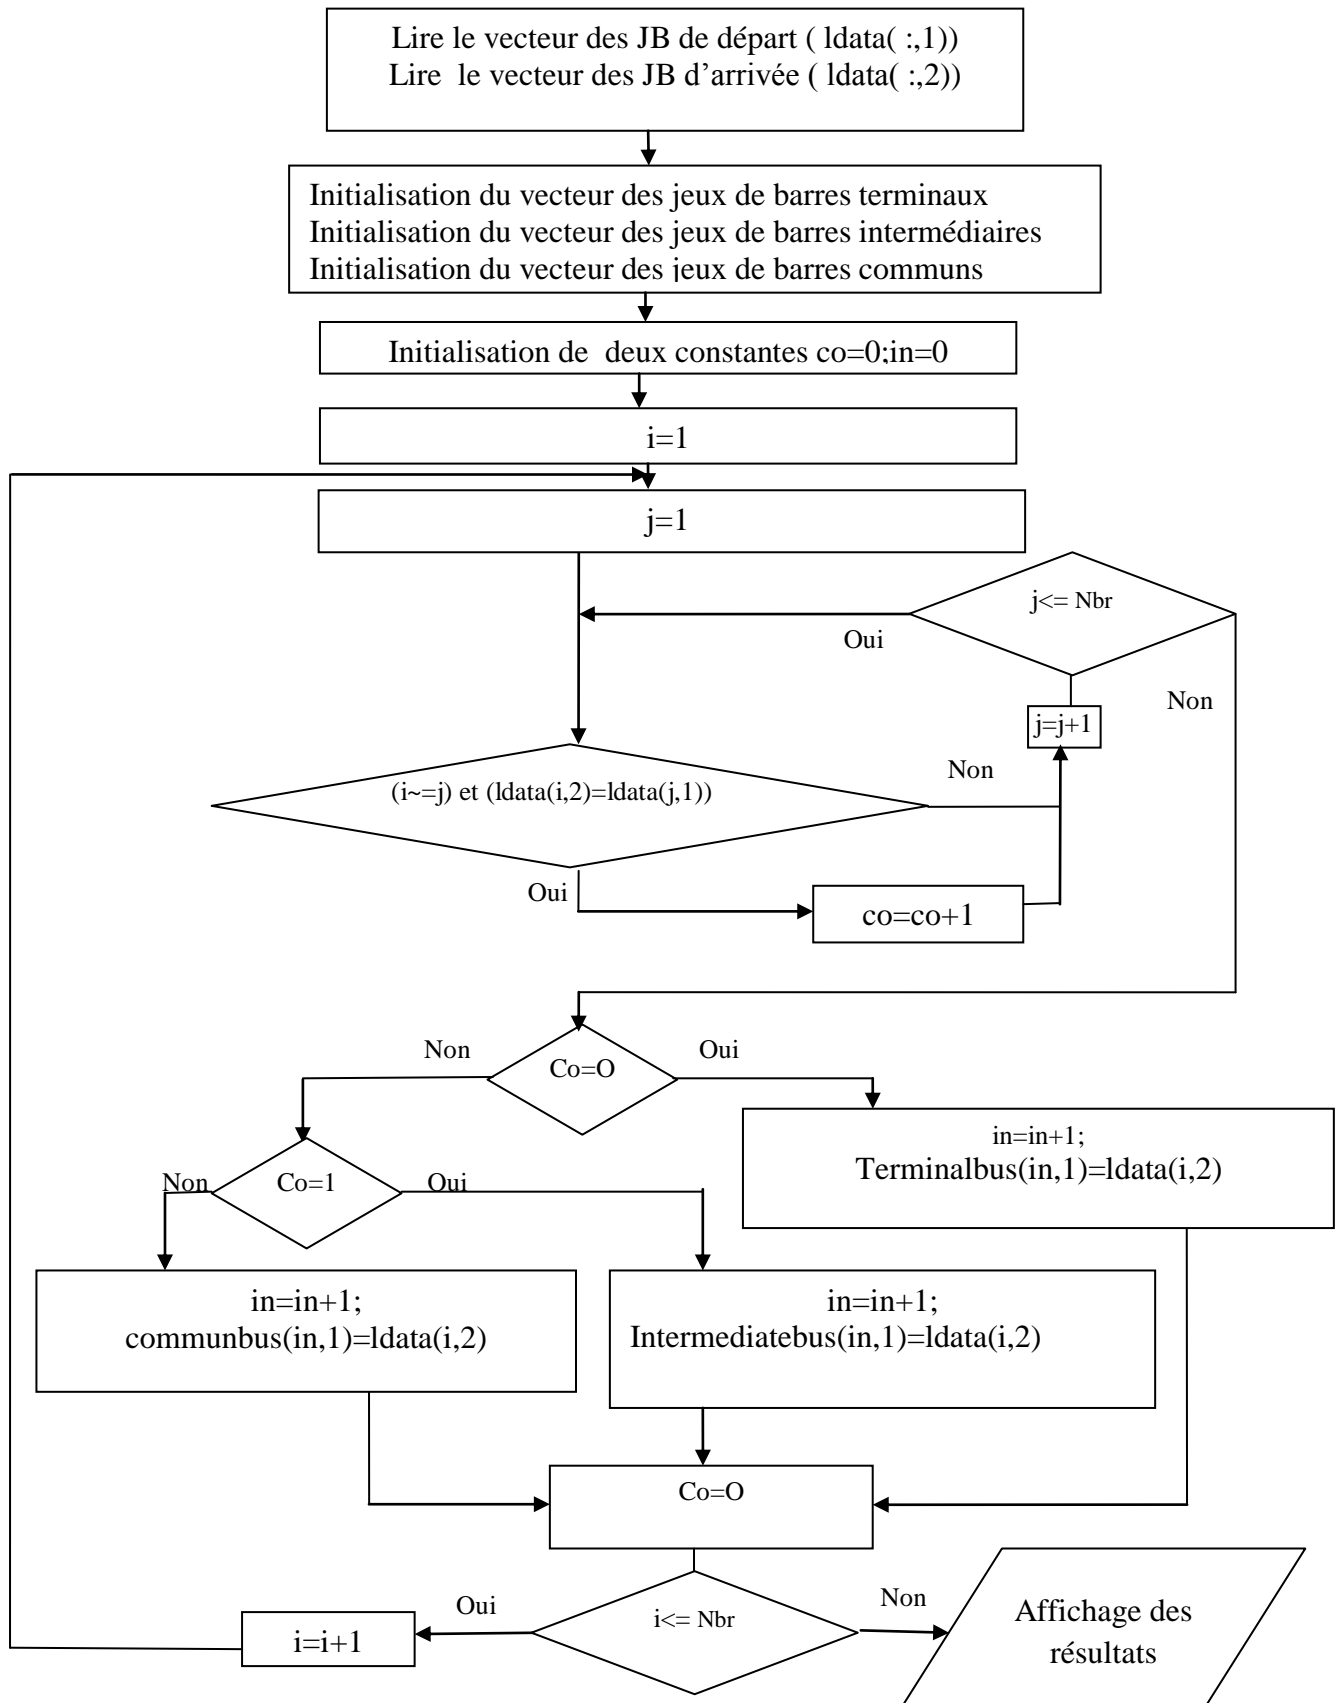 Lire le vecteur des JB de départ ( ldata( :,1))
Lire le vecteur des JB d'arrivée ( ldata( :,2))
Initialisation du vecteur des jeux de barres terminaux
Initialisation du vecteur des jeux de barres intermédiaires
Initialisation du vecteur des jeux de barres communs
Initialisation de deux constantes co=0;in=0
i=1
j=1
j<= Nbr
Oui
Non
j=j+1
Non
(i~=j) et (ldata(i,2)=ldata(j,1))
Oui
co=co+1
Non
Co=O
Oui
in=in+1;
Terminalbus(in,1)=ldata(i,2)
Non
Co=1
Oui
in=in+1;
communbus(in,1)=ldata(i,2)
in=in+1;
Intermediatebus(in,1)=ldata(i,2)
Co=O
Oui
i<= Nbr
Non
i=i+1
Affichage des
résultats